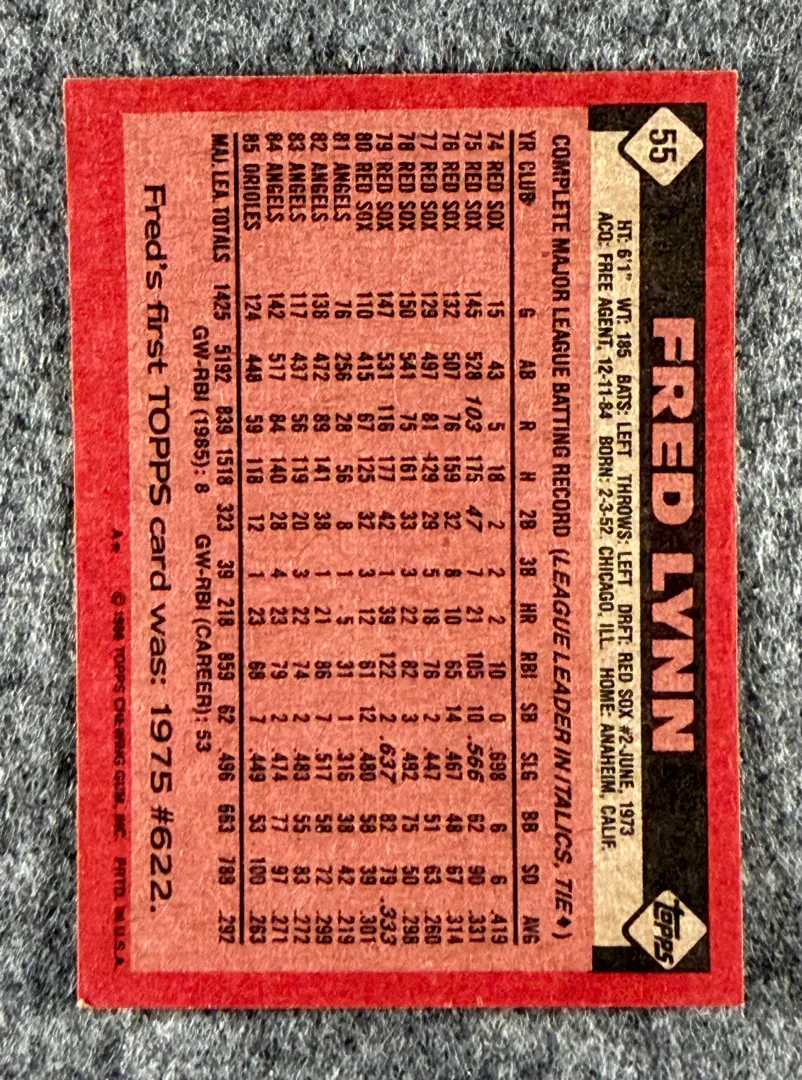 55
FRED LYNN
topps
HT: 6'1" WT: 185 BATS: LEFT THROWS: LEFT DRFT: RED SOX #2-JUNE, 1973
ACQ: FREE AGENT, 12-11-84 BORN: 2-3-52, CHICAGO, ILL. HOME: ANAHEIM, CALIF.
COMPLETE MAJOR LEAGUE BATTING RECORD (LEAGUE LEADER IN ITALICS, TIE♦)
YR CLUB G AB R H 2B 3B HR RBI SB SLG BB SO AVG
74 RED SOX 15 43 5 18 2 2 2 10 0 .698 6 6 .419
75 RED SOX 145 528 103 175 47 7 21 105 10 .566 62 90 .331
76 RED SOX 132 507 76 159 32 8 10 65 14 .467 48 67 .314
77 RED SOX 129 497 81 129 29 5 18 76 2 .447 51 63 .260
78 RED SOX 150 541 75 161 33 3 22 82 3 .492 75 50 .298
79 RED SOX 147 531 116 177 42 1 39 122 2 .637 82 79 .333
80 RED SOX 110 415 67 125 32 3 12 61 12 .480 58 39 .301
81 ANGELS 76 256 28 56 8 1 5 31 1 .316 38 42 .219
82 ANGELS 138 472 89 141 38 1 21 86 7 .517 58 72 .299
83 ANGELS 117 437 56 119 20 3 22 74 2 .483 55 83 .272
84 ANGELS 142 517 84 140 28 4 23 79 2 .474 77 97 .271
85 ORIOLES 124 448 59 118 12 1 23 68 7 .449 53 100 .263
MAJ. LEA. TOTALS 1425 5192 839 1518 323 39 218 859 62 .496 663 788 .292
GW-RBI (1985): 8 GW-RBI (CAREER): 53
Fred's first TOPPS card was: 1975 #622.
A** © 1986 TOPPS CHEWING GUM, INC. PRTD. IN U.S.A.